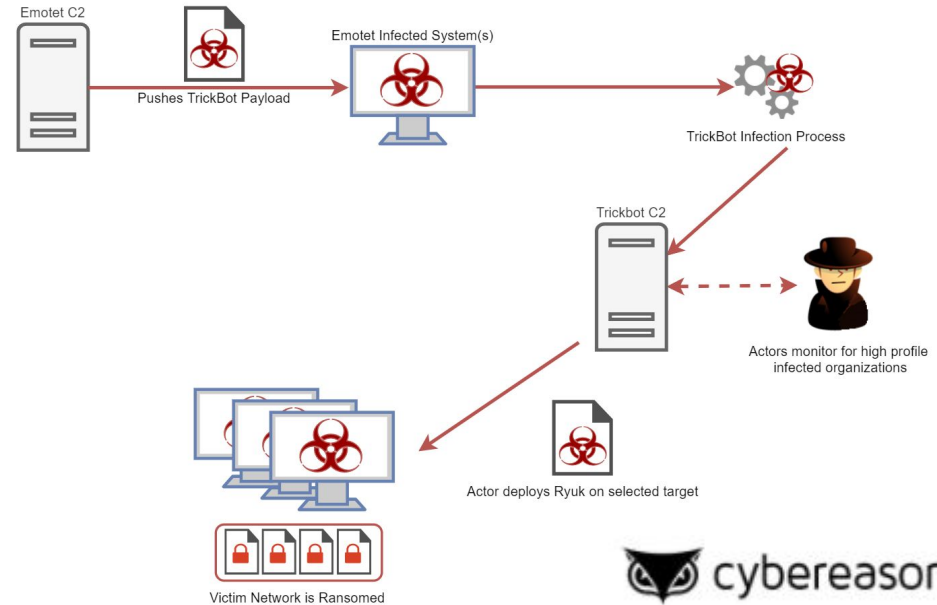 Emotet C2
Pushes TrickBot Payload
Emotet Infected System(s)
TrickBot Infection Process
Trickbot C2
Actors monitor for high profile
infected organizations
Actor deploys Ryuk on selected target
Victim Network is Ransomed
cybereason